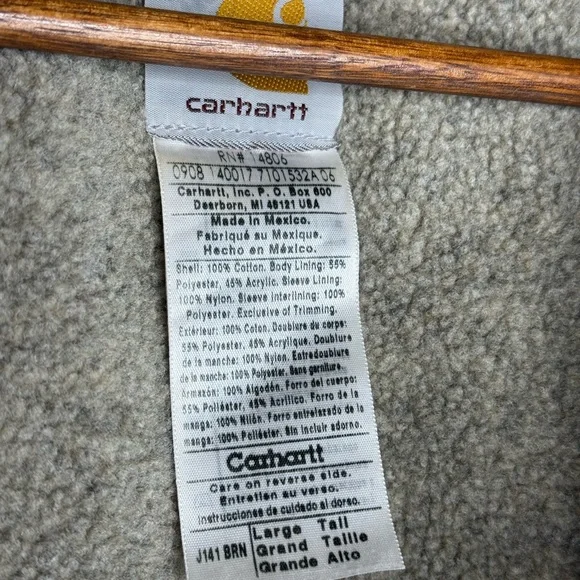 carhartt
RN# 14806
0908 140017 7101532A 06
Carhartt, Inc. P. O. Box 600
Dearborn, MI 48121 USA
Made in Mexico.
Fabriqué au Mexique.
Hecho en México.
Shell: 100% Cotton. Body Lining: 55%
Polyester, 45% Acrylic. Sleeve Lining:
100% Nylon. Sleeve Interlining: 100%
Polyester. Exclusive of Trimming.
Extérieur: 100% Coton. Doublure du corps:
55% Polyester, 45% Acrylique. Doublure
de la manche: 100% Nylon. Entredoublure
de la manche: 100% Polyester. Sans garniture.
Armazón: 100% Algodón. Forro del cuerpo:
55% Poliéster, 45% Acrílico. Forro de la
manga: 100% Nilón. Forro entrelazado de la
manga: 100% Poliéster. Sin incluir adorno.
Carhartt
Care on reverse side.
Entretien au verso.
Instrucciones de cuidado al dorso.
J141 BRN
Large Tall
Grand Taille
Grande Alto